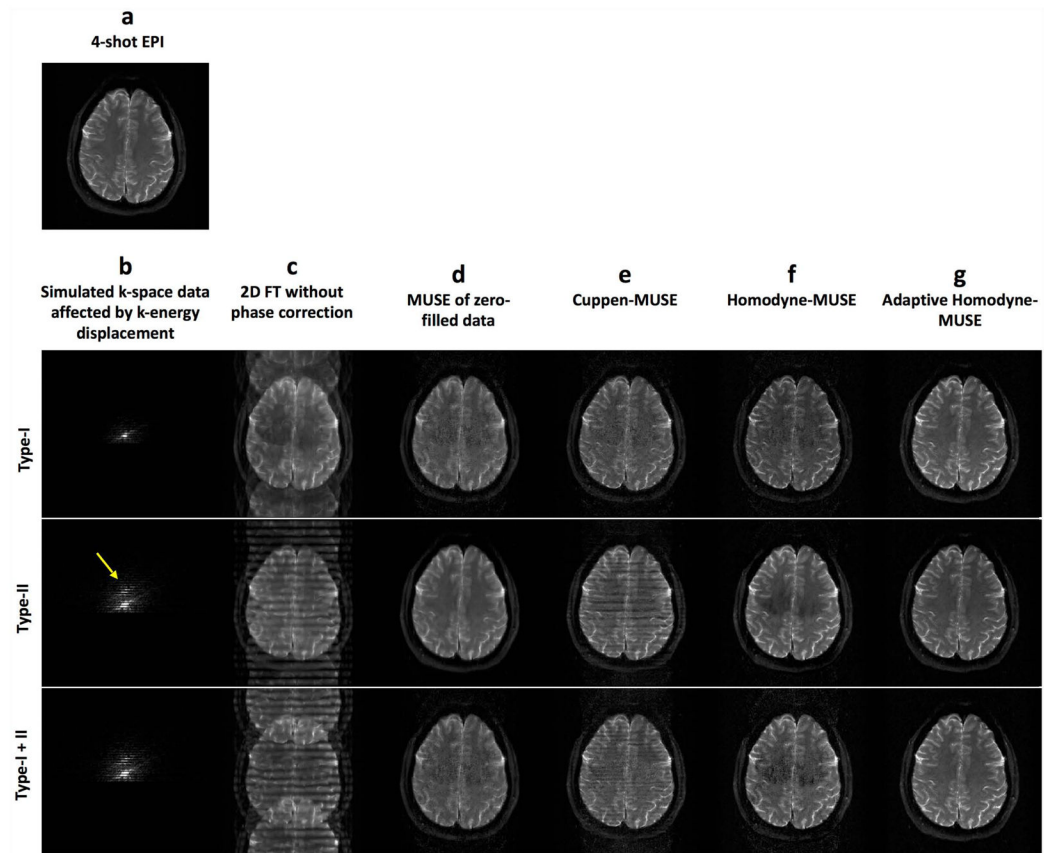 a
4-shot EPI
b
Simulated k-space data
affected by k-energy
displacement
c
2D FT without
phase correction
d
MUSE of zero-
filled data
e
Cuppen-MUSE
f
Homodyne-MUSE
g
Adaptive Homodyne-
MUSE
Type-I
Type-II
Type-I + II